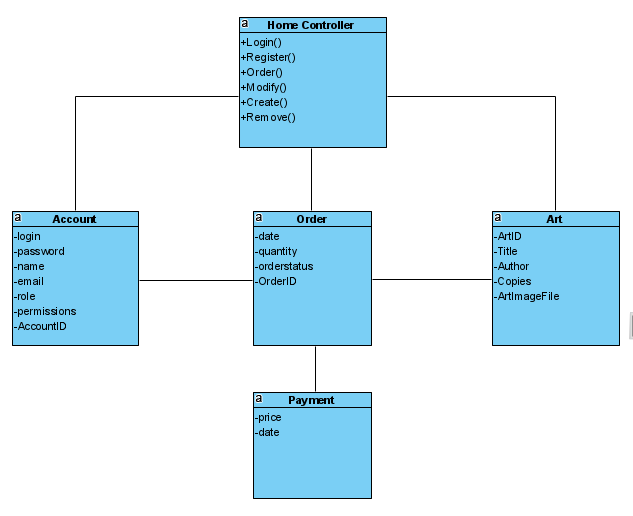 a Home Controller
+Login()
+Register()
+Order()
+Modify()
+Create()
+Remove()
a Account
-login
-password
-name
-email
-role
-permissions
-AccountID
a Order
-date
-quantity
-orderstatus
-OrderID
a Art
-ArtID
-Title
-Author
-Copies
-ArtImageFile
a Payment
-price
-date